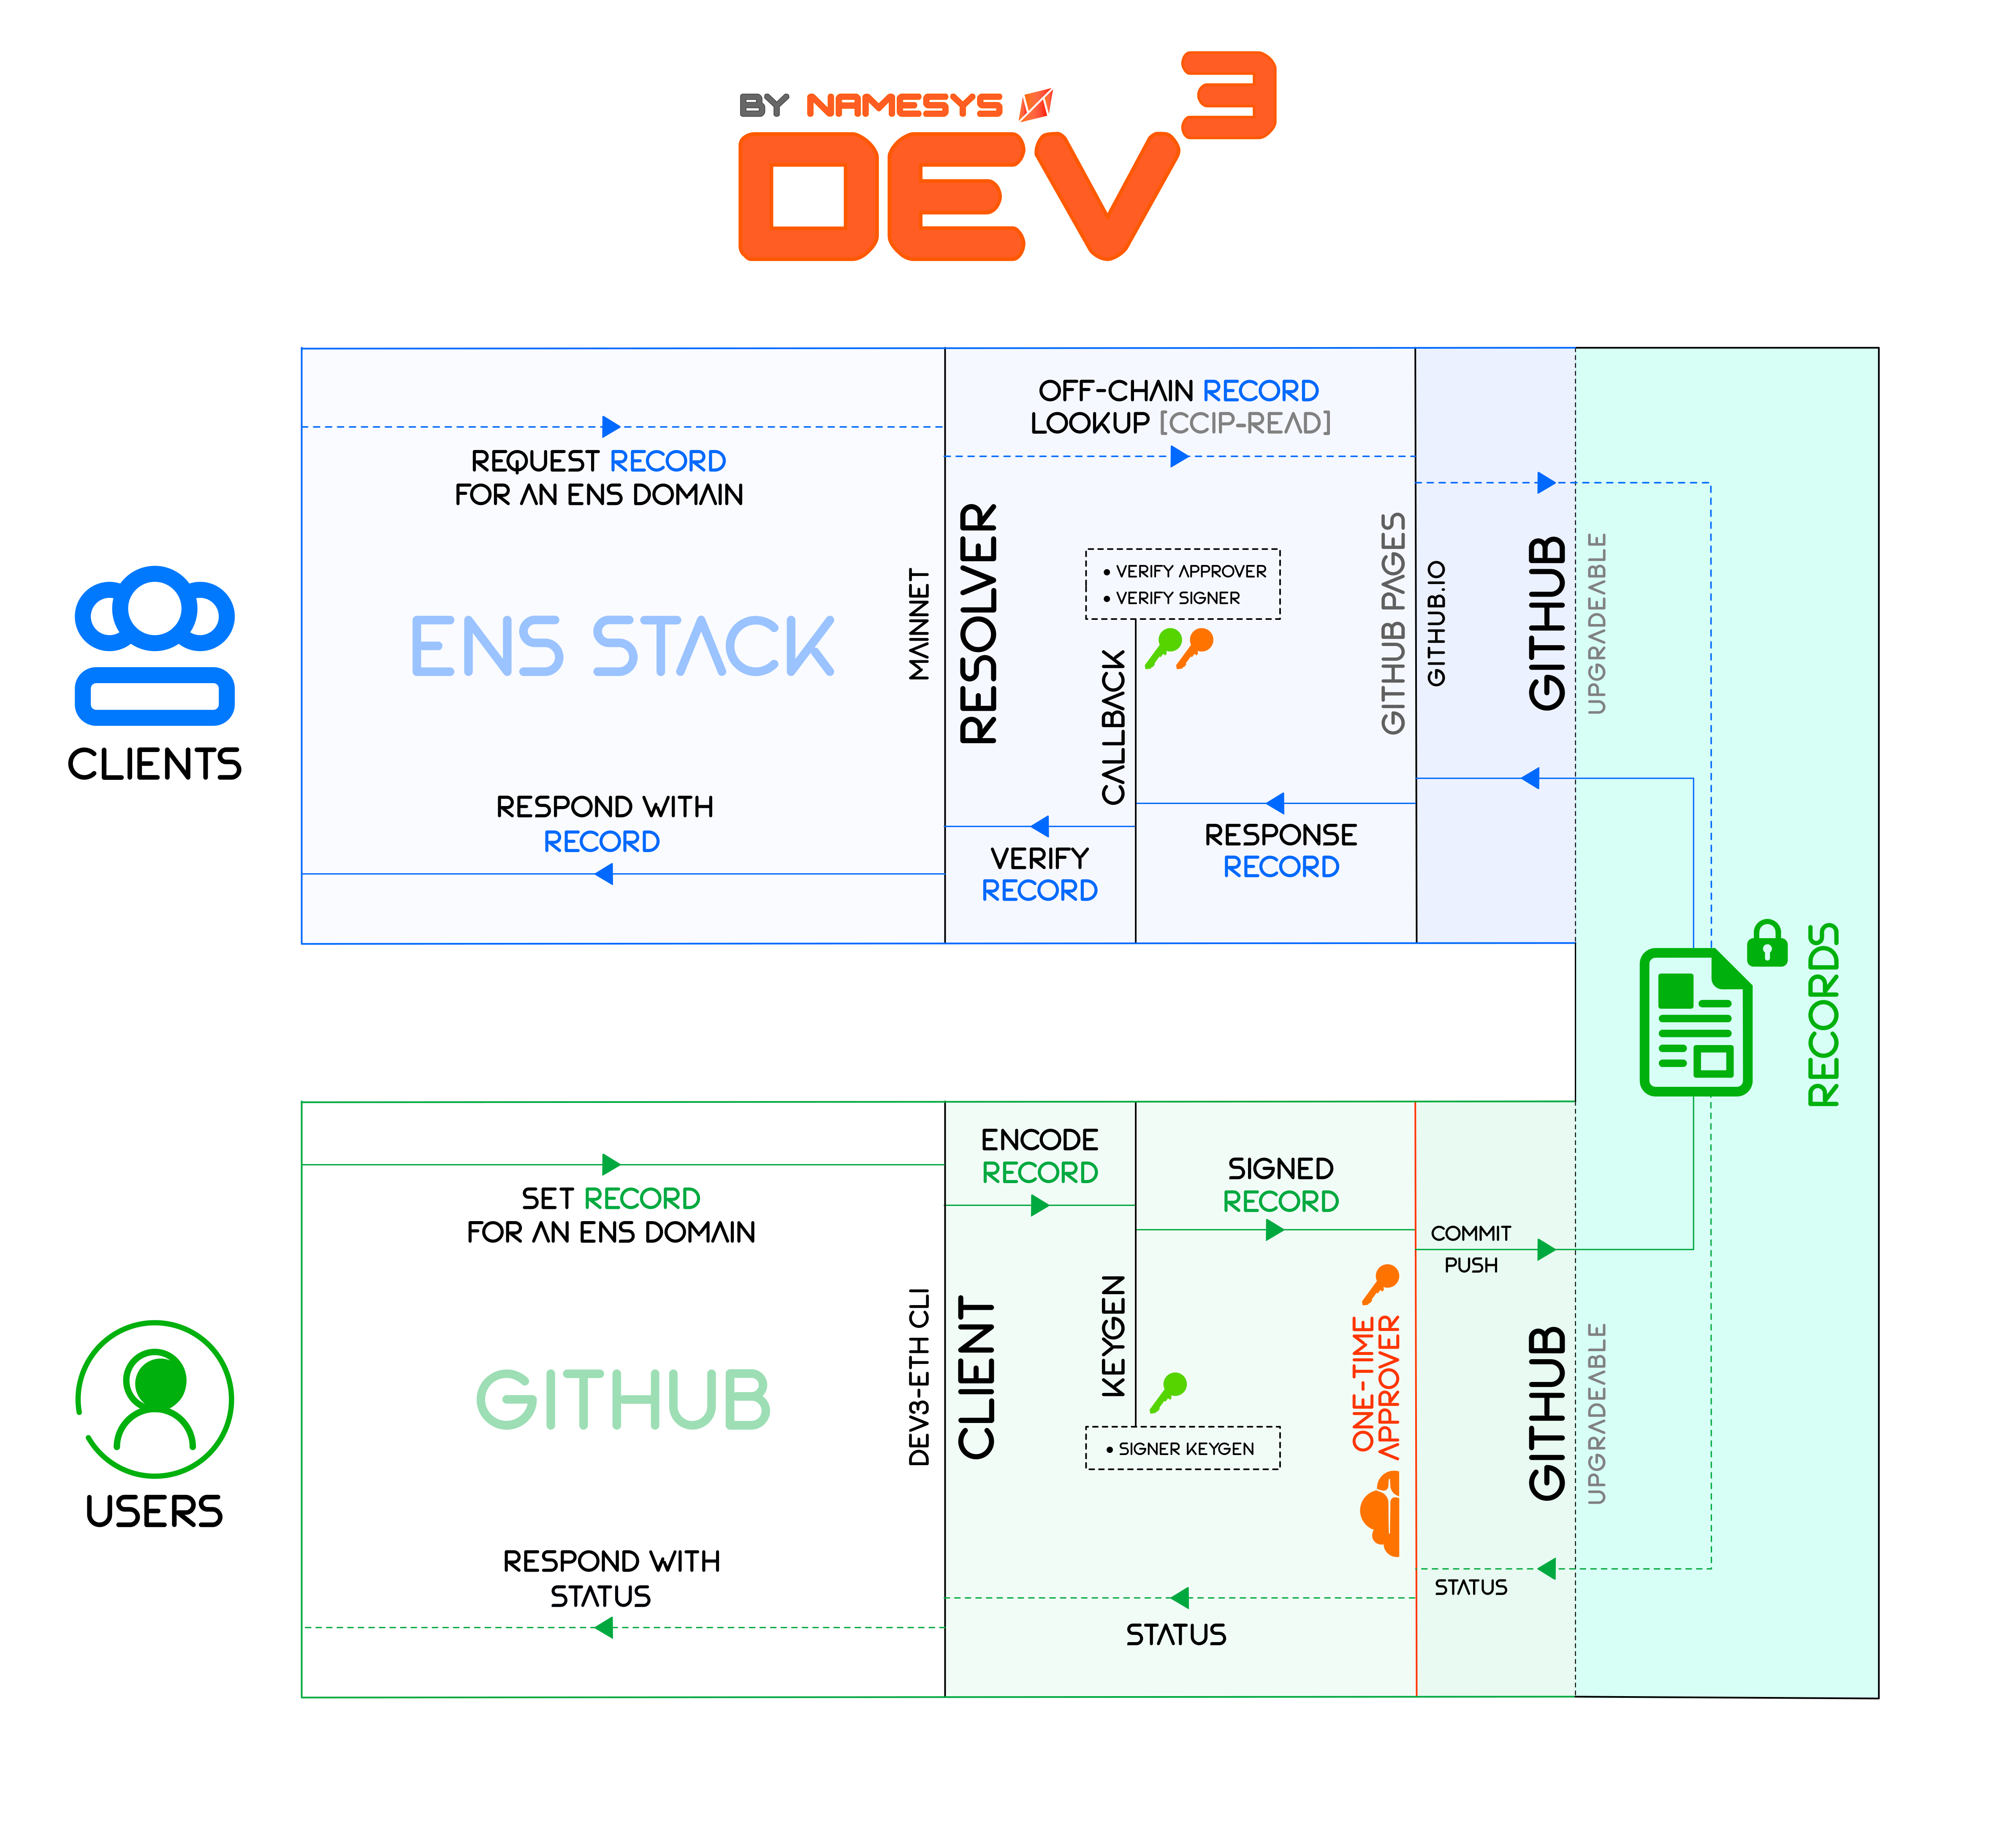 BY NAMESYS
DEV3
OFF-CHAIN RECORD
LOOKUP [CCIP-READ]
REQUEST RECORD
FOR AN ENS DOMAIN
ENS STACK
MAINNET
RESOLVER
• VERIFY APPROVER
• VERIFY SIGNER
CALLBACK
GITHUB PAGES
GITHUB.IO
GITHUB
UPGRADEABLE
CLIENTS
RESPOND WITH
RECORD
VERIFY
RECORD
RESPONSE
RECORD
RECORDS
ENCODE
RECORD
SIGNED
RECORD
SET RECORD
FOR AN ENS DOMAIN
COMMIT
PUSH
GITHUB
DEV3-ETH CLI
CLIENT
KEYGEN
• SIGNER KEYGEN
ONE-TIME
APPROVER
GITHUB
UPGRADEABLE
USERS
RESPOND WITH
STATUS
STATUS
STATUS